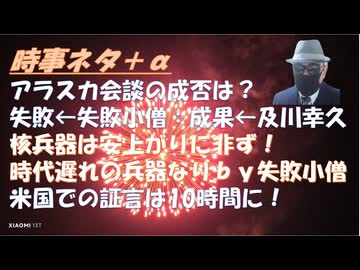 時事ネタ＋α
アラスカ会談の成否は？
失敗←失敗小僧：成果←及川幸久
核兵器は安上がりに非ず！
時代遅れの兵器なりｂｙ失敗小僧
米国での証言は10時間に！
XIAOMI 13T